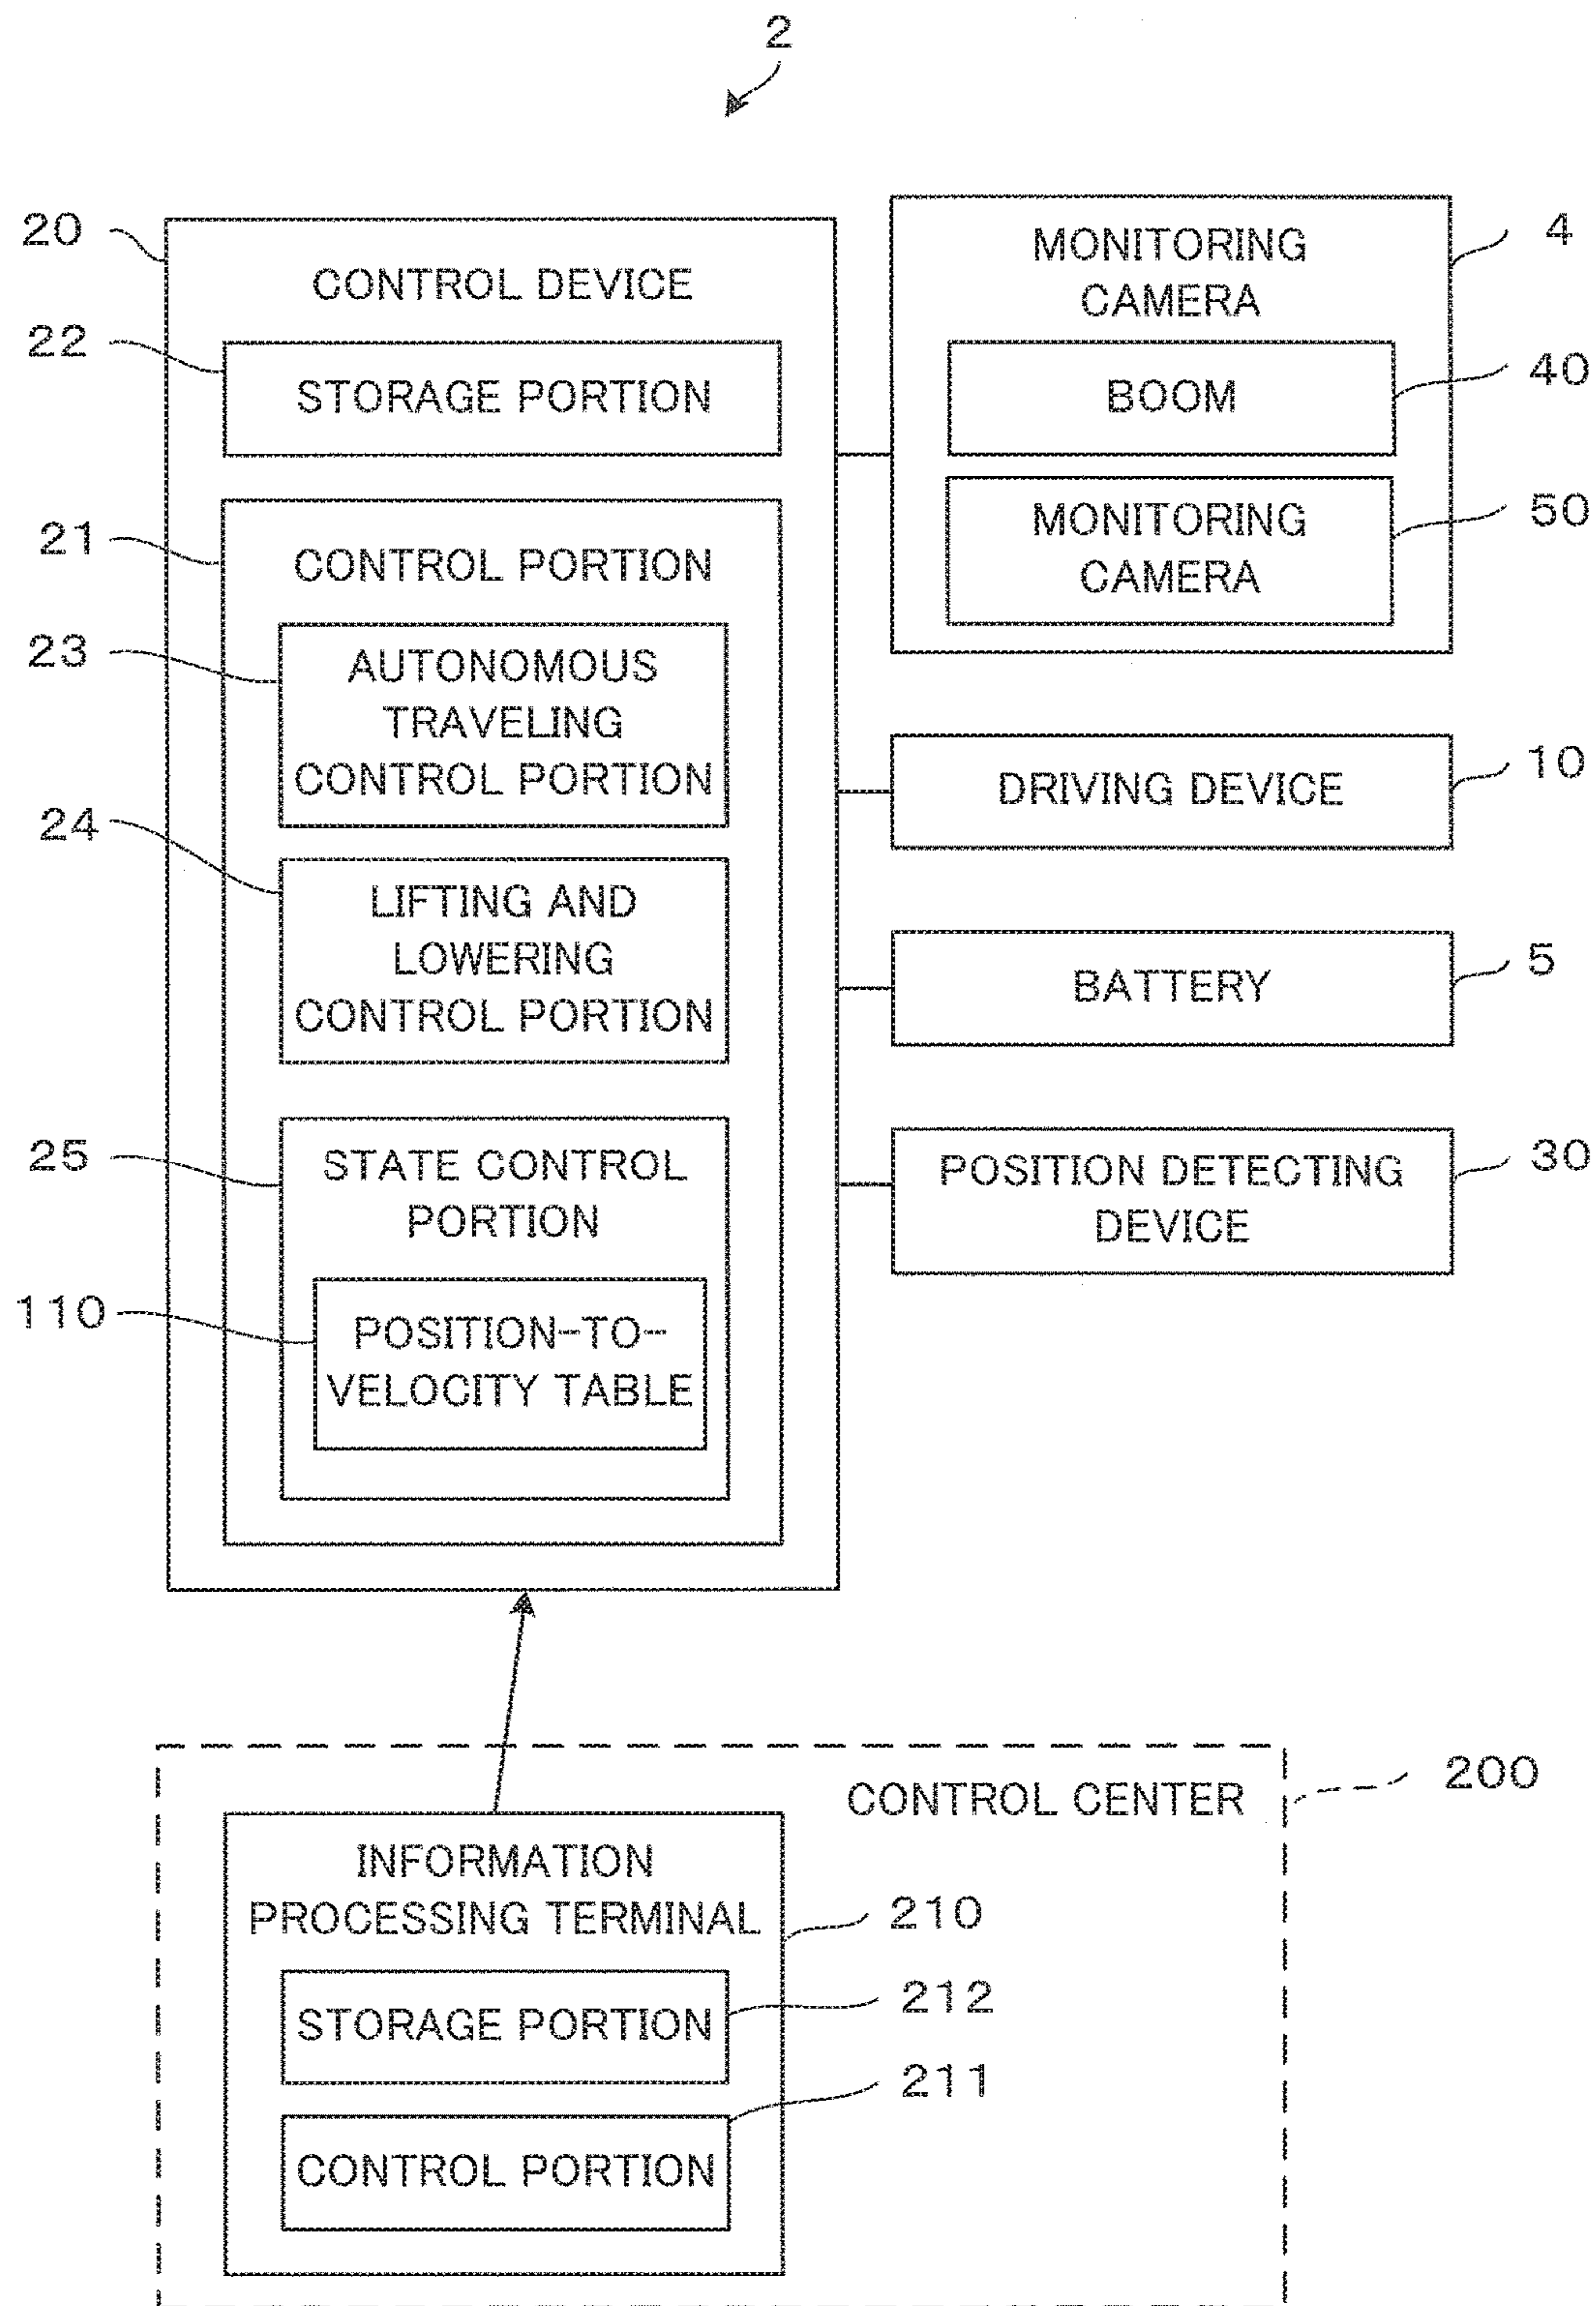 2
20
CONTROL DEVICE
22
STORAGE PORTION
21
CONTROL PORTION
23
AUTONOMOUS
TRAVELING
CONTROL PORTION
24
LIFTING AND
LOWERING
CONTROL PORTION
25
STATE CONTROL
PORTION
110
POSITION-TO-
VELOCITY TABLE
MONITORING
CAMERA
4
BOOM
40
MONITORING
CAMERA
50
DRIVING DEVICE
10
BATTERY
5
POSITION DETECTING
DEVICE
30
CONTROL CENTER
200
INFORMATION
PROCESSING TERMINAL
210
STORAGE PORTION
212
CONTROL PORTION
211